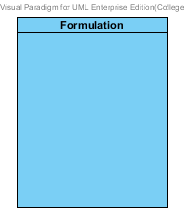 Visual Paradigm for UML Enterprise Edition(College
Formulation